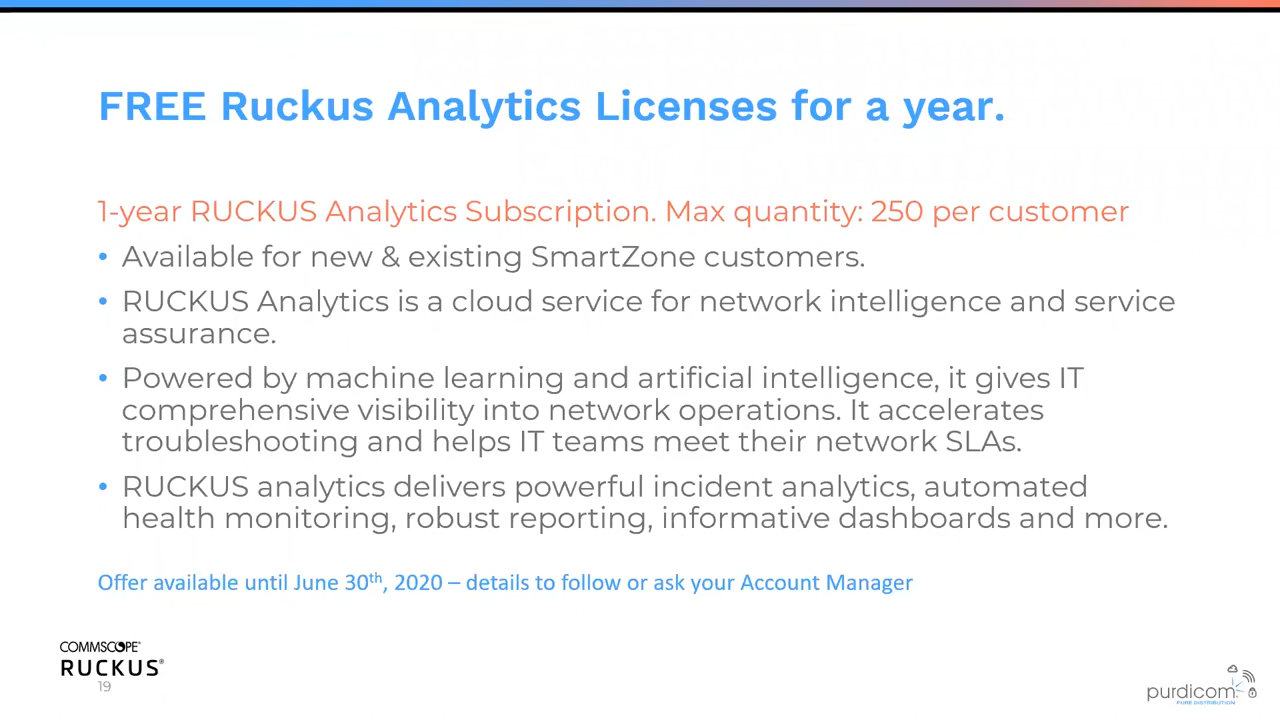 FREE Ruckus Analytics Licenses for a year.
1-year RUCKUS Analytics Subscription. Max quantity: 250 per customer
• Available for new & existing SmartZone customers.
• RUCKUS Analytics is a cloud service for network intelligence and service
assurance.
• Powered by machine learning and artificial intelligence, it gives IT
comprehensive visibility into network operations. It accelerates
troubleshooting and helps IT teams meet their network SLAs.
• RUCKUS analytics delivers powerful incident analytics, automated
health monitoring, robust reporting, informative dashboards and more.
Offer available until June 30th, 2020 – details to follow or ask your Account Manager
COMMSCOPE®
RUCKUS®
19
purdicom
PURE DISTRIBUTION